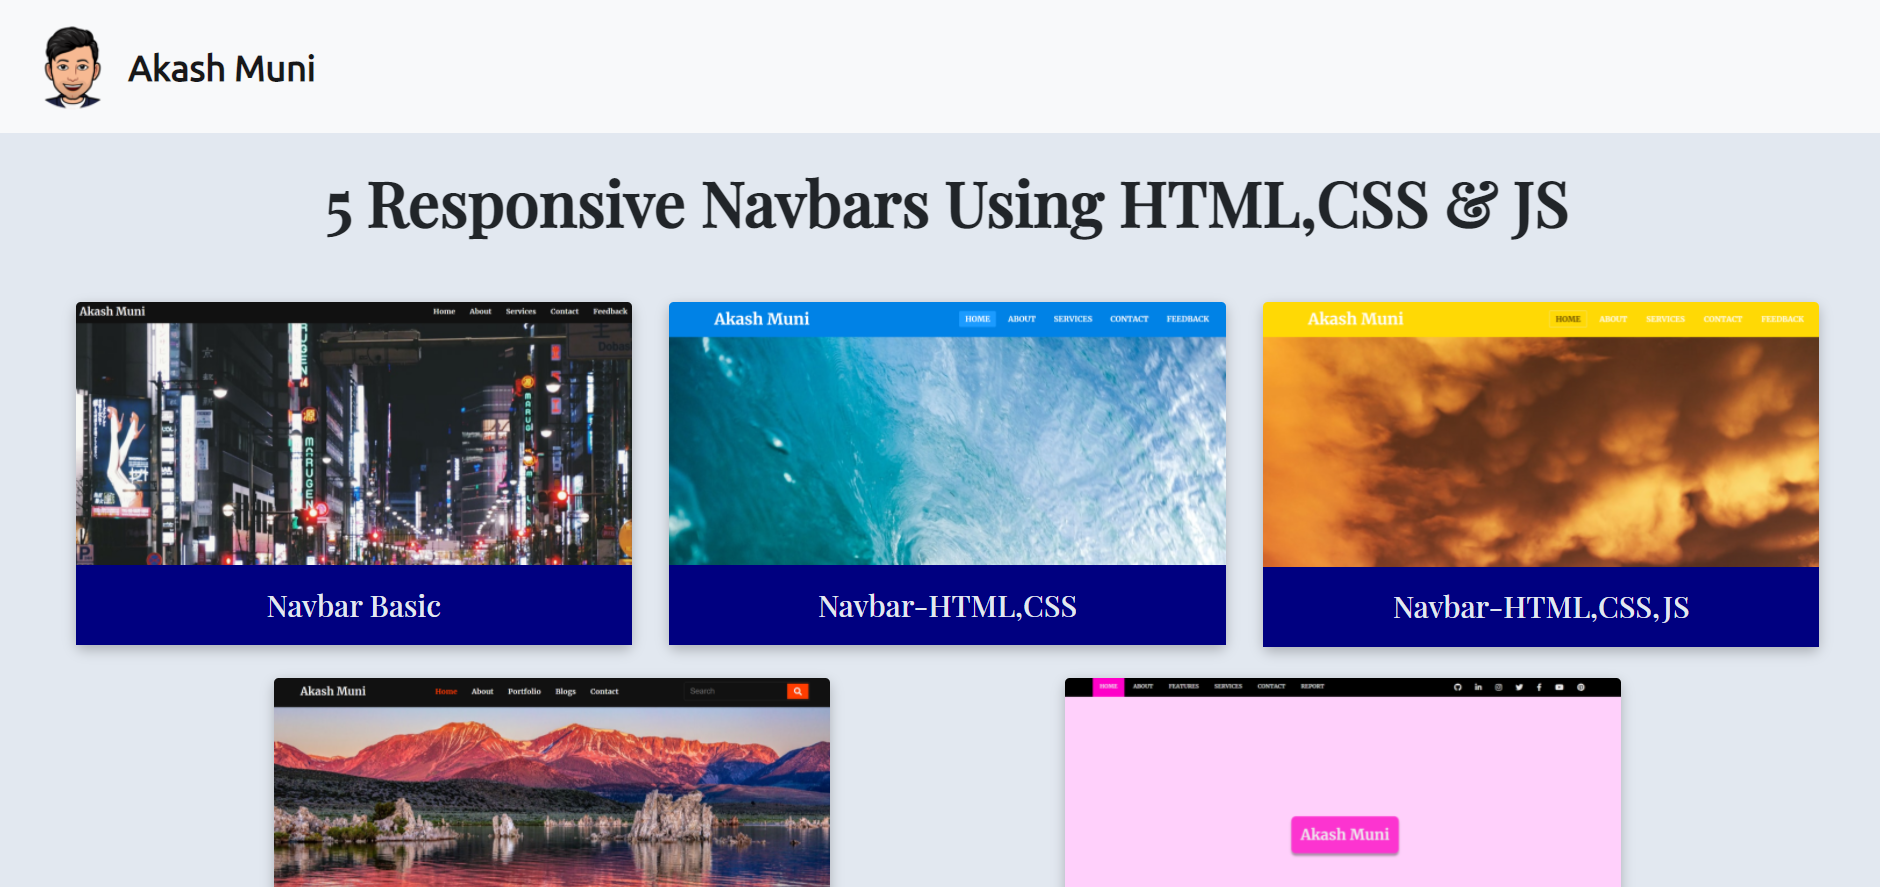 Akash Muni
5 Responsive Navbars Using HTML,CSS & JS
Akash Muni
Home About Services Contact Feedback
MARUGEN
Navbar Basic
Akash Muni
HOME ABOUT SERVICES CONTACT FEEDBACK
Navbar-HTML,CSS
Akash Muni
HOME ABOUT SERVICES CONTACT FEEDBACK
Navbar-HTML,CSS,JS
Akash Muni
Home About Portfolio Blogs Contact
Search
HOME ABOUT FEATURES SERVICES CONTACT REPORT
Akash Muni